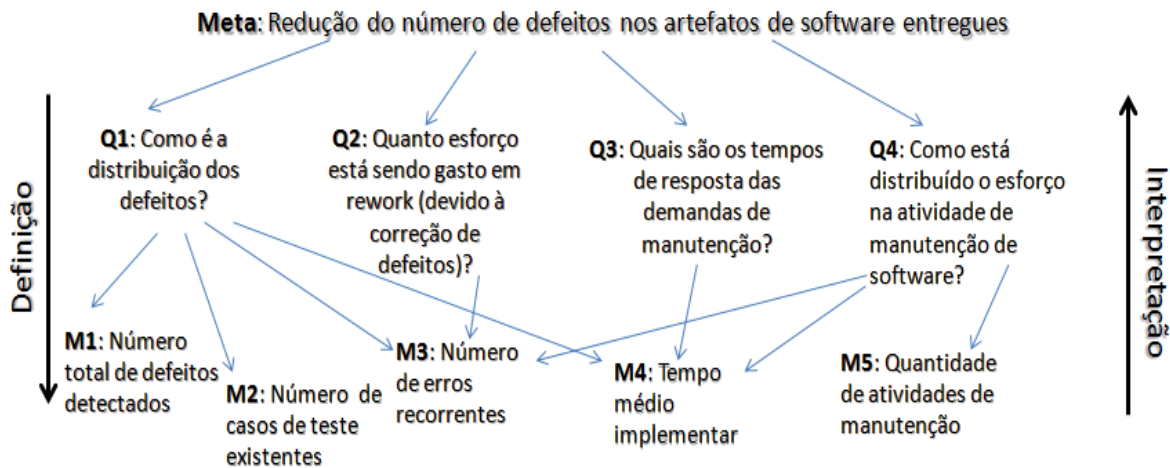 Meta: Redução do número de defeitos nos artefatos de software entregues
Definição
Q1: Como é a
distribuição dos
defeitos?
Q2: Quanto esforço
está sendo gasto em
rework (devido à
correção de
defeitos)?
Q3: Quais são os tempos
de resposta das
demandas de
manutenção?
Q4: Como está
distribuído o esforço
na atividade de
manutenção de
software?
Interpretação
M1: Número
total de defeitos
detectados
M2: Número de
casos de teste
existentes
M3: Número
de erros
recorrentes
M4: Tempo
médio
implementar
M5: Quantidade
de atividades de
manutenção